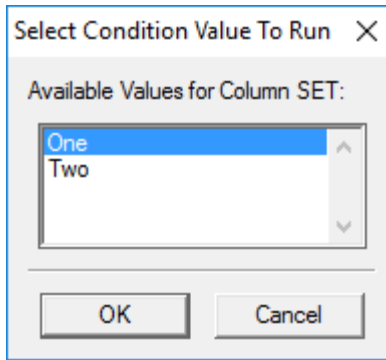 Select Condition Value To Run
Available Values for Column SET:
One
Two
OK Cancel